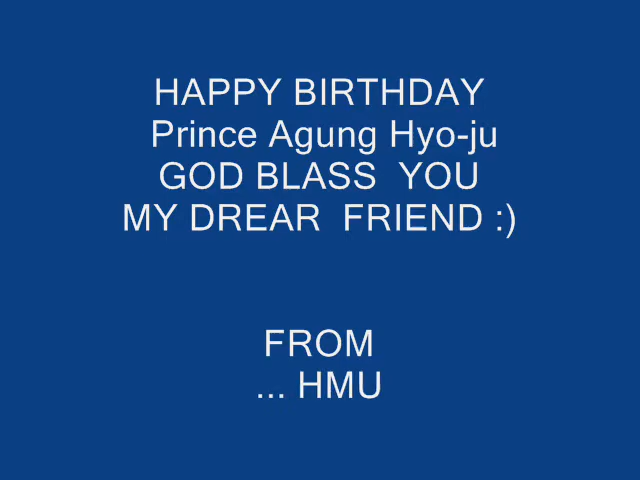 HAPPY BIRTHDAY
Prince Agung Hyo-ju
GOD BLASS  YOU
MY DREAR  FRIEND :)
FROM
... HMU